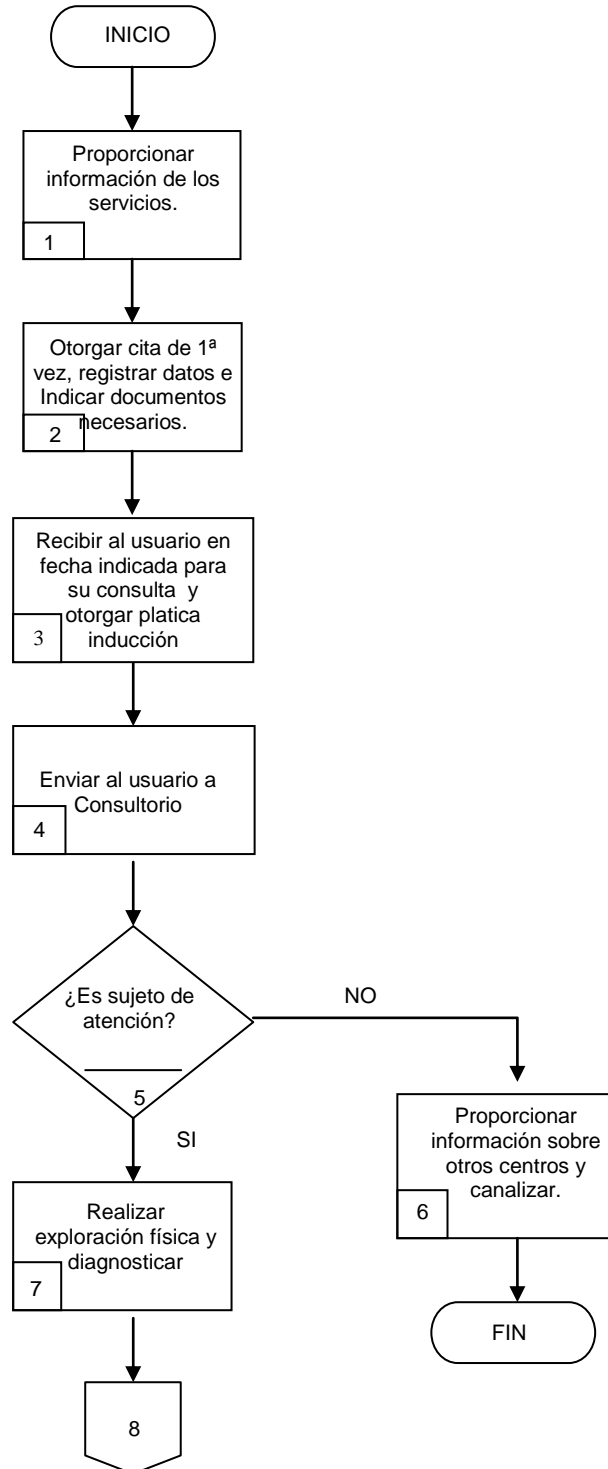 INICIO
Proporcionar
información de los
servicios.
1
Otorgar cita de 1ª
vez, registrar datos e
Indicar documentos
necesarios.
2
Recibir al usuario en
fecha indicada para
su consulta y
otorgar platica
inducción
3
Enviar al usuario a
Consultorio
4
¿Es sujeto de
atención?
5
NO
SI
Proporcionar
información sobre
otros centros y
canalizar.
6
Realizar
exploración física y
diagnosticar
7
FIN
8